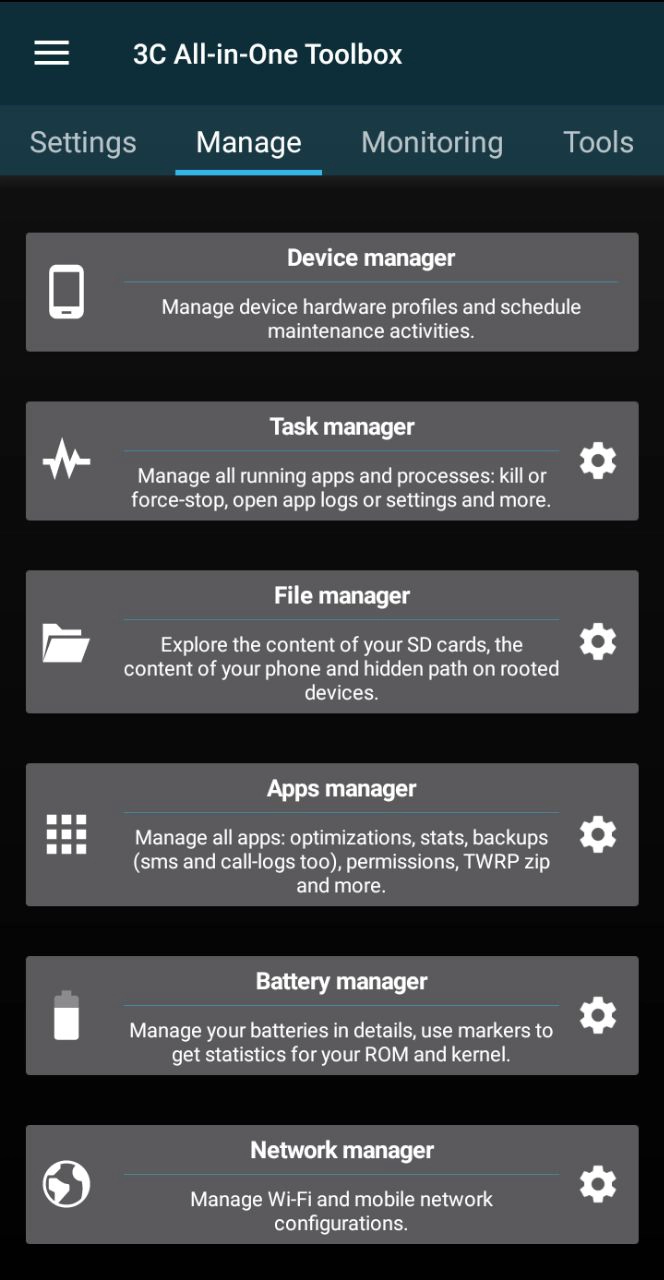 3C All-in-One Toolbox
Settings
Manage
Monitoring
Tools
Device manager
Manage device hardware profiles and schedule
maintenance activities.
Task manager
Manage all running apps and processes: kill or
force-stop, open app logs or settings and more.
File manager
Explore the content of your SD cards, the
content of your phone and hidden path on rooted
devices.
Apps manager
Manage all apps: optimizations, stats, backups
(sms and call-logs too), permissions, TWRP zip
and more.
Battery manager
Manage your batteries in details, use markers to
get statistics for your ROM and kernel.
Network manager
Manage Wi-Fi and mobile network
configurations.